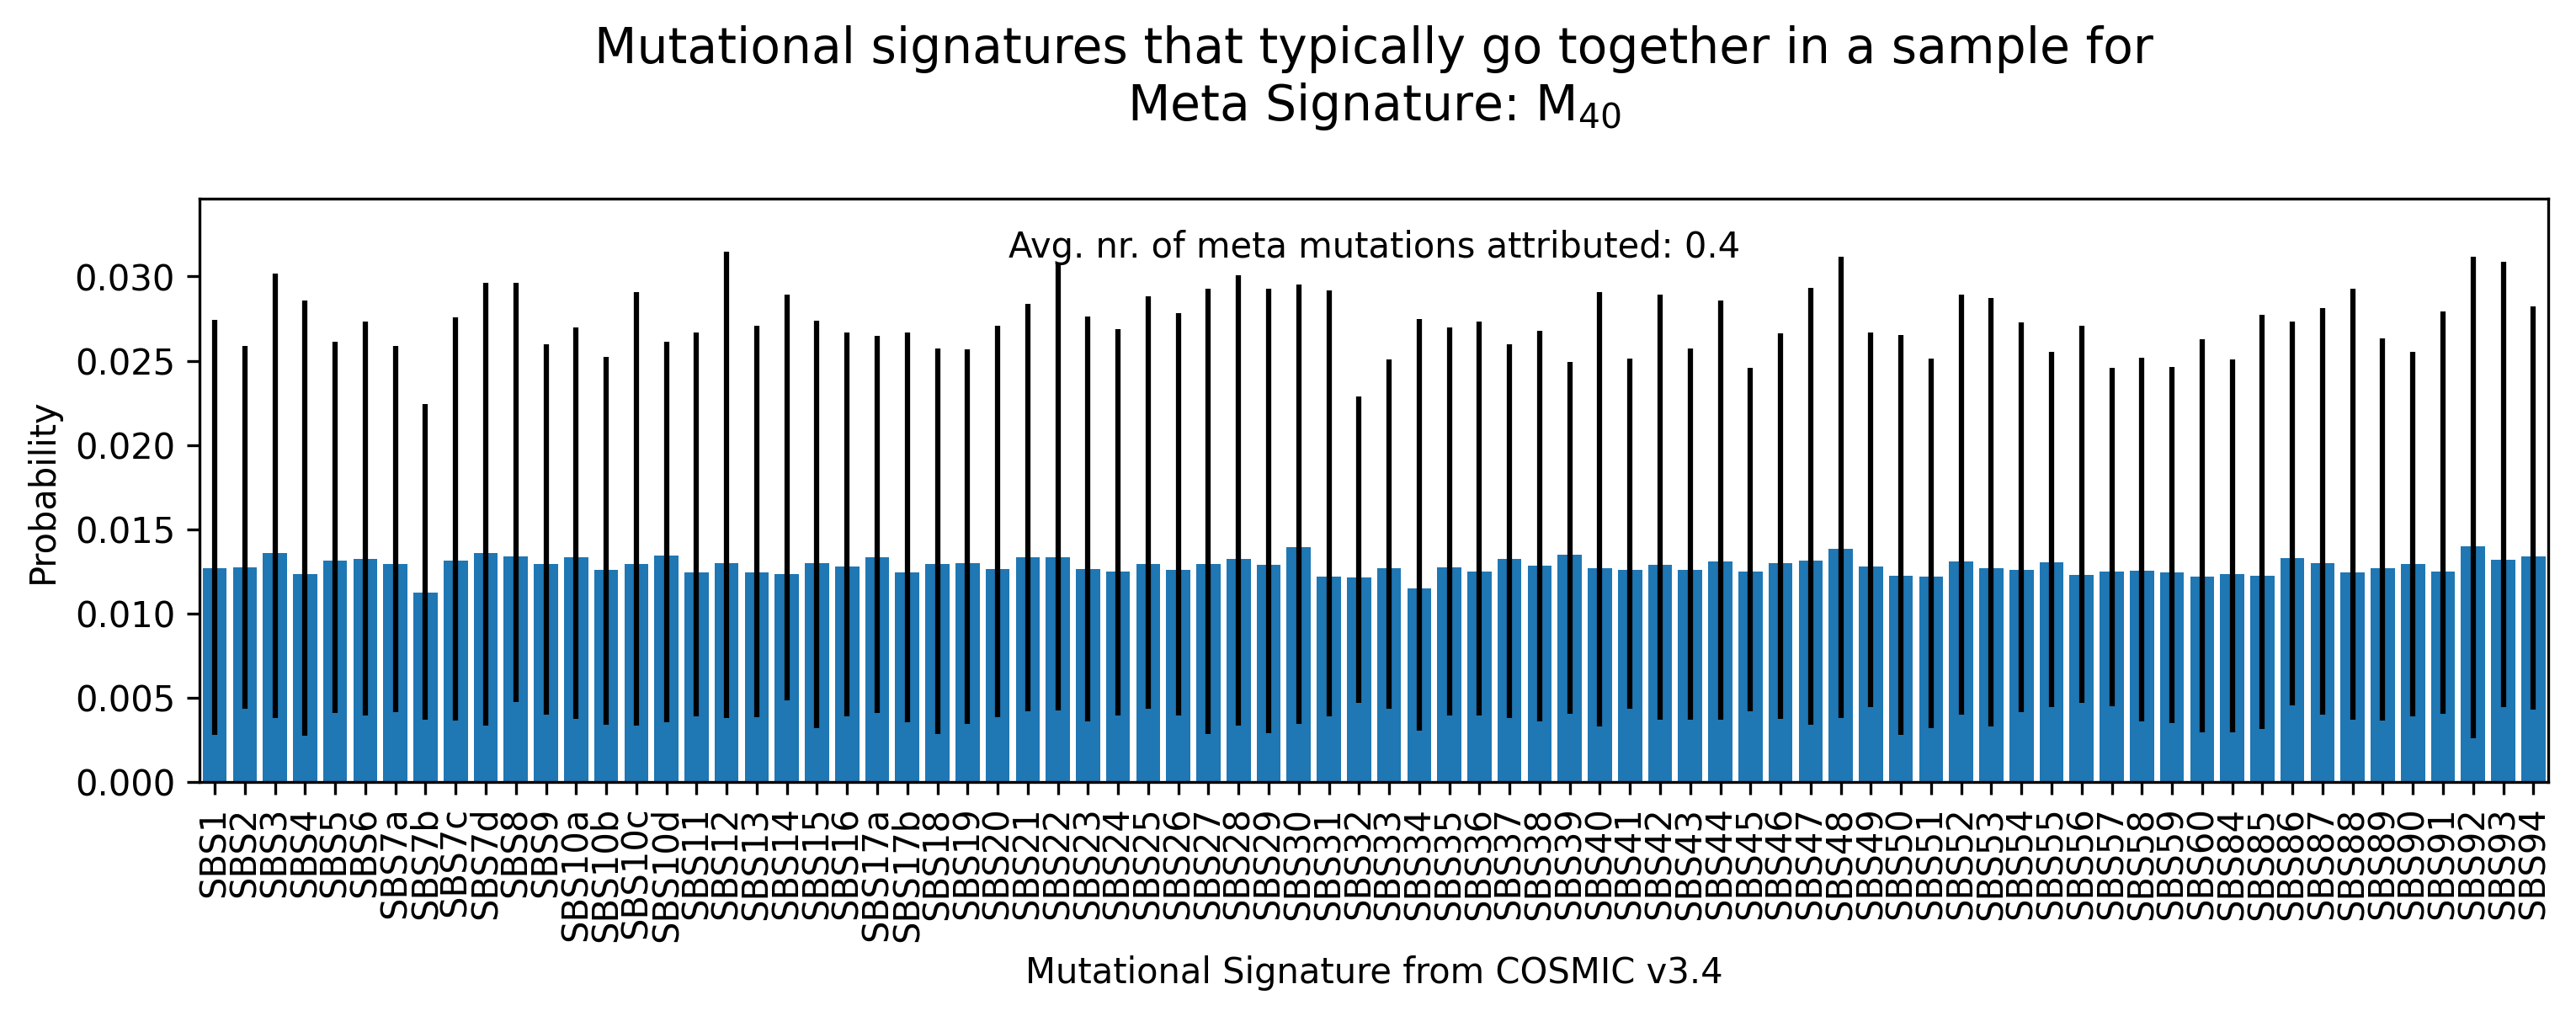 Mutational signatures that typically go together in a sample for
Meta Signature: M₄₀
Avg. nr. of meta mutations attributed: 0.4
Probability
0.030
0.025
0.020
0.015
0.010
0.005
0.000
SBS1
SBS2
SBS3
SBS4
SBS5
SBS6
SBS7a
SBS7b
SBS7c
SBS7d
SBS8
SBS9
SBS10a
SBS10b
SBS10c
SBS10d
SBS11
SBS12
SBS13
SBS14
SBS15
SBS16
SBS17a
SBS17b
SBS18
SBS19
SBS20
SBS21
SBS22
SBS23
SBS24
SBS25
SBS26
SBS27
SBS28
SBS29
SBS30
SBS31
SBS32
SBS33
SBS34
SBS35
SBS36
SBS37
SBS38
SBS39
SBS40
SBS41
SBS42
SBS43
SBS44
SBS45
SBS46
SBS47
SBS48
SBS49
SBS50
SBS51
SBS52
SBS53
SBS54
SBS55
SBS56
SBS57
SBS58
SBS59
SBS60
SBS84
SBS85
SBS86
SBS87
SBS88
SBS89
SBS90
SBS91
SBS92
SBS93
SBS94
Mutational Signature from COSMIC v3.4